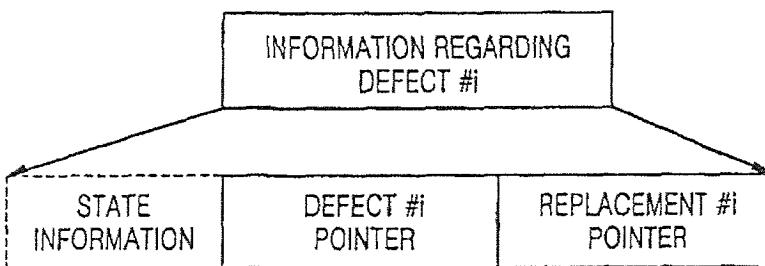 INFORMATION REGARDING
DEFECT #i
STATE
INFORMATION
DEFECT #i
POINTER
REPLACEMENT #i
POINTER